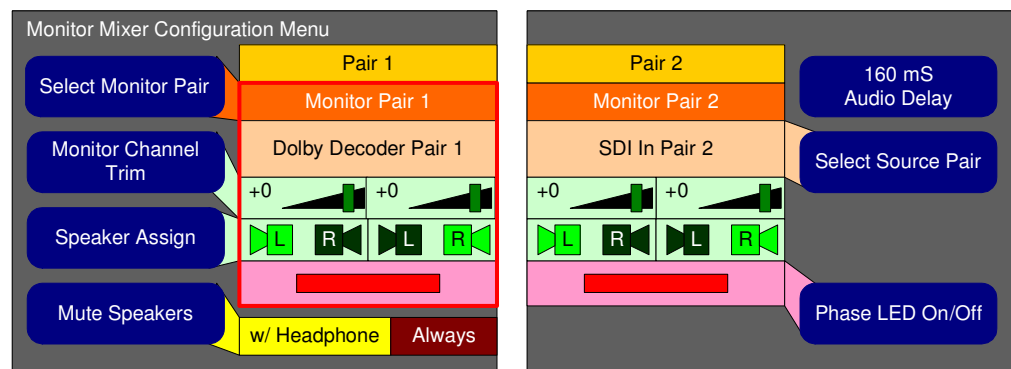 Monitor Mixer Configuration Menu
Pair 1
Pair 2
Select Monitor Pair
Monitor Pair 1
Monitor Pair 2
160 mS
Audio Delay
Monitor Channel
Trim
Dolby Decoder Pair 1
SDI In Pair 2
Select Source Pair
+0 +0 +0 +0
Speaker Assign
L R L R L R L R
Mute Speakers
w/ Headphone Always
Phase LED On/Off